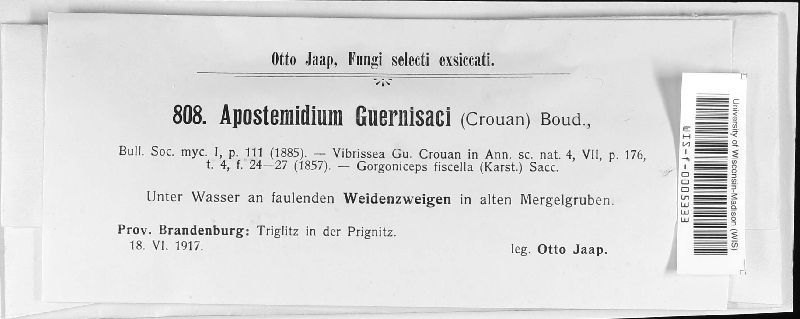 Otto Jaap, Fungi selecti exsiccati.
808. Apostemidium Guernisaci (Crouan) Boud.,
Bull. Soc. myc. I, p. 111 (1885). — Vibrissea Gu. Crouan in Ann. sc. nat. 4, VII, p. 176,
t. 4, f. 24—27 (1857). — Gorgoniceps fiscella (Karst.) Sacc.
Unter Wasser an faulenden Weidenzweigen in alten Mergelgruben.
Prov. Brandenburg: Triglitz in der Prignitz.
18. VI. 1917.
leg. Otto Jaap.
University of Wisconsin-Madison (WIS)